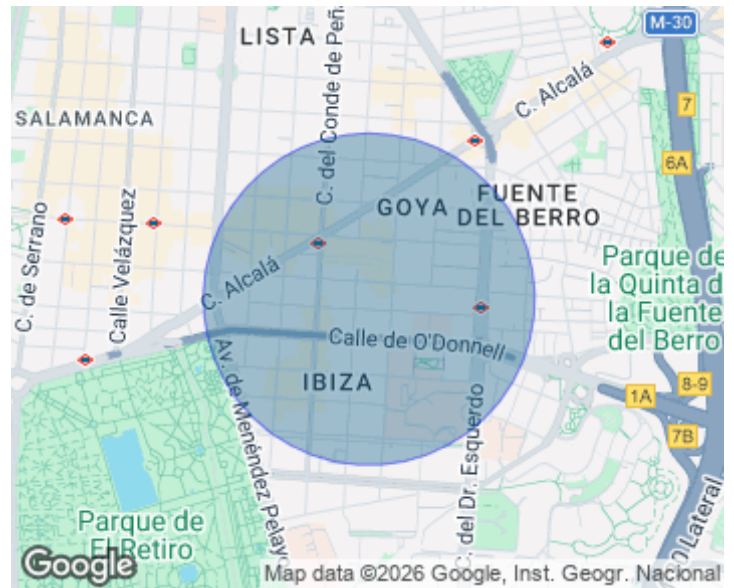 LISTA
C. del Conde de Peñ
M-30
C. Alcalá
7
SALAMANCA
6A
C. de Serrano
Calle Velázquez
GOYA
FUENTE
DEL BERRO
C. Alcalá
Parque de
la Quinta d
la Fuente
del Berro
Calle de O'Donnell
IBIZA
Av. de Menéndez Pelayo
C. del Dr. Esquerdo
1A
8-9
7B
O Lateral
Parque de
El Retiro
Google
Map data ©2026 Google, Inst. Geogr. Nacional